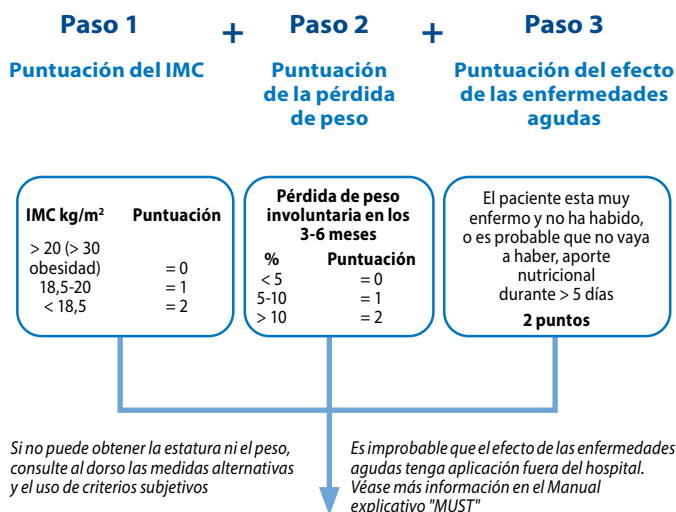 Paso 1 + Paso 2 + Paso 3
Puntuación del IMC
Puntuación
de la pérdida
de peso
Puntuación del efecto
de las enfermedades
agudas
IMC kg/m² Puntuación
> 20 (> 30
obesidad) = 0
18,5-20 = 1
< 18,5 = 2
Pérdida de peso
involuntaria en los
3-6 meses
% Puntuación
< 5 = 0
5-10 = 1
> 10 = 2
El paciente esta muy
enfermo y no ha habido,
o es probable que no vaya
a haber, aporte
nutricional
durante > 5 días
2 puntos
Si no puede obtener la estatura ni el peso,
consulte al dorso las medidas alternativas
y el uso de criterios subjetivos
Es improbable que el efecto de las enfermedades
agudas tenga aplicación fuera del hospital.
Véase más información en el Manual
explicativo "MUST"